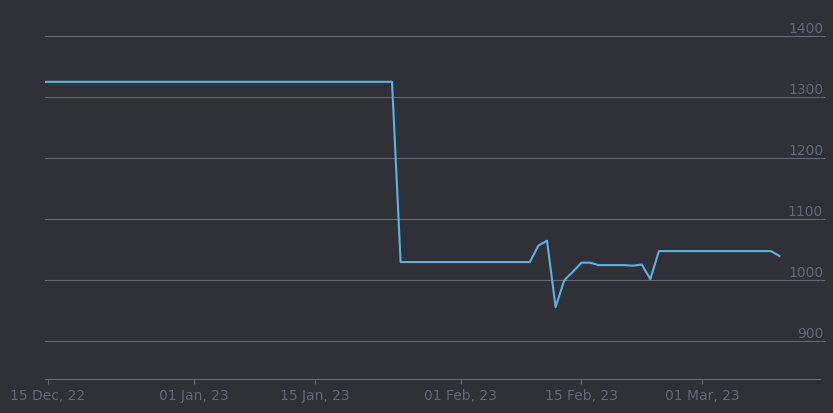 1400
1300
1200
1100
1000
900
15 Dec, 22
01 Jan, 23
15 Jan, 23
01 Feb, 23
15 Feb, 23
01 Mar, 23